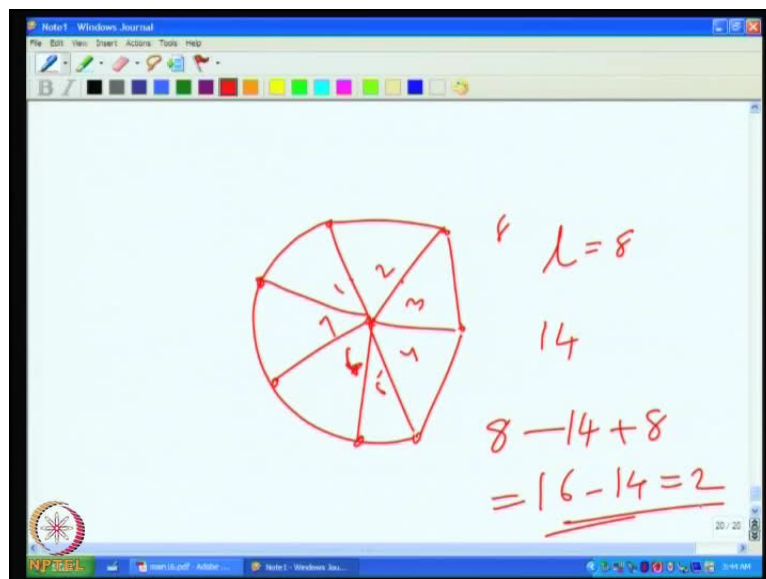 Note1 - Windows Journal
File Edit View Insert Actions Tools Help
B I
8 l = 8
1 2 3 4 6 7
14
8 - 14 + 8
= 16 - 14 = 2
20 / 20
NPTEL
Note1 - Windows Jou...